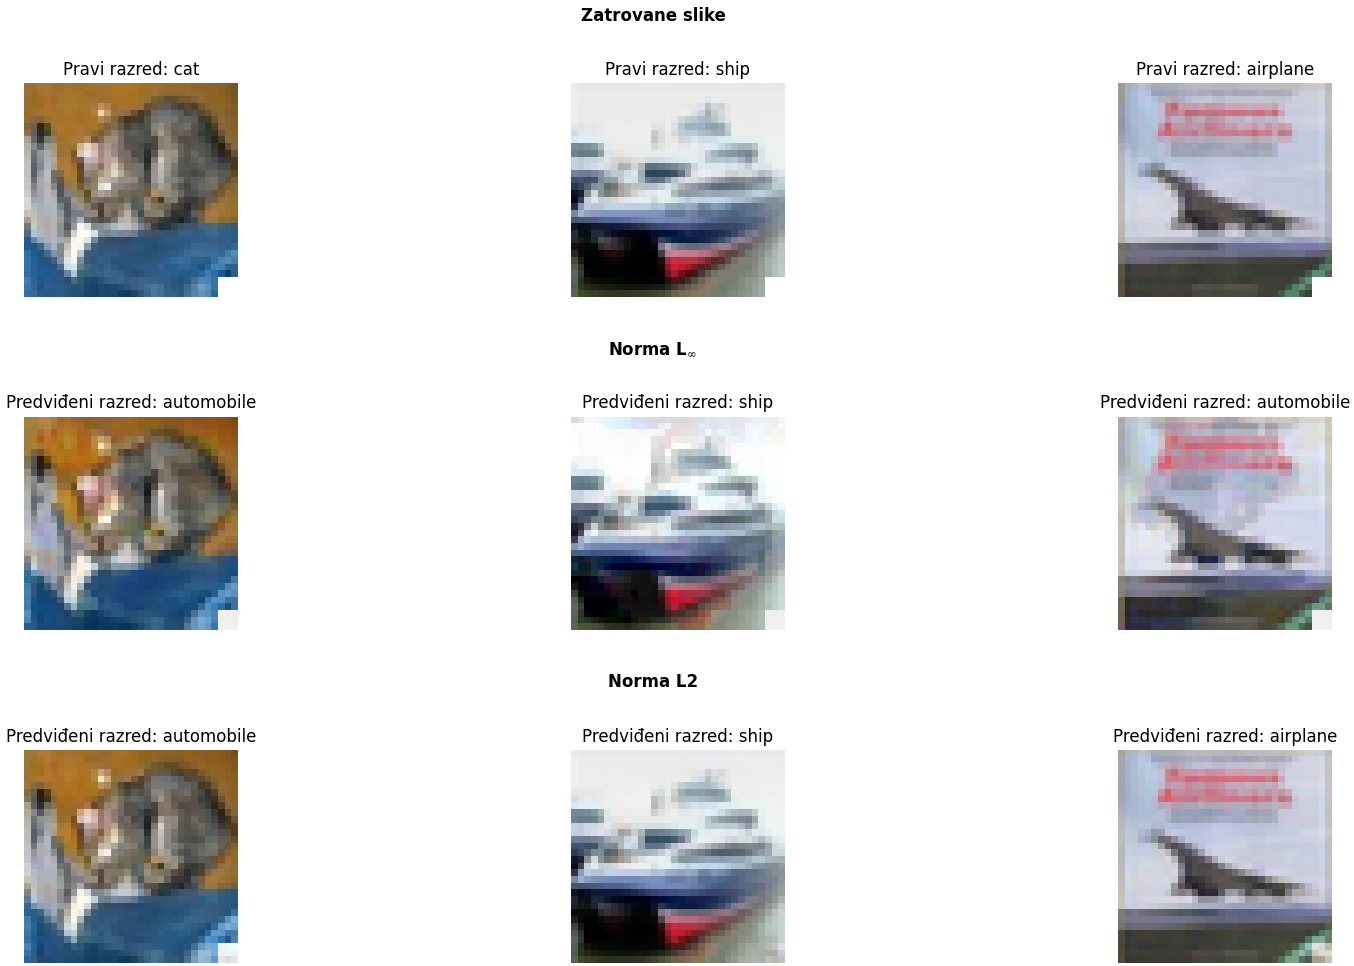 Zatrovane slike
Pravi razred: cat
Pravi razred: ship
Pravi razred: airplane
Norma L∞
Predviđeni razred: automobile
Predviđeni razred: ship
Predviđeni razred: automobile
Norma L2
Predviđeni razred: automobile
Predviđeni razred: ship
Predviđeni razred: airplane